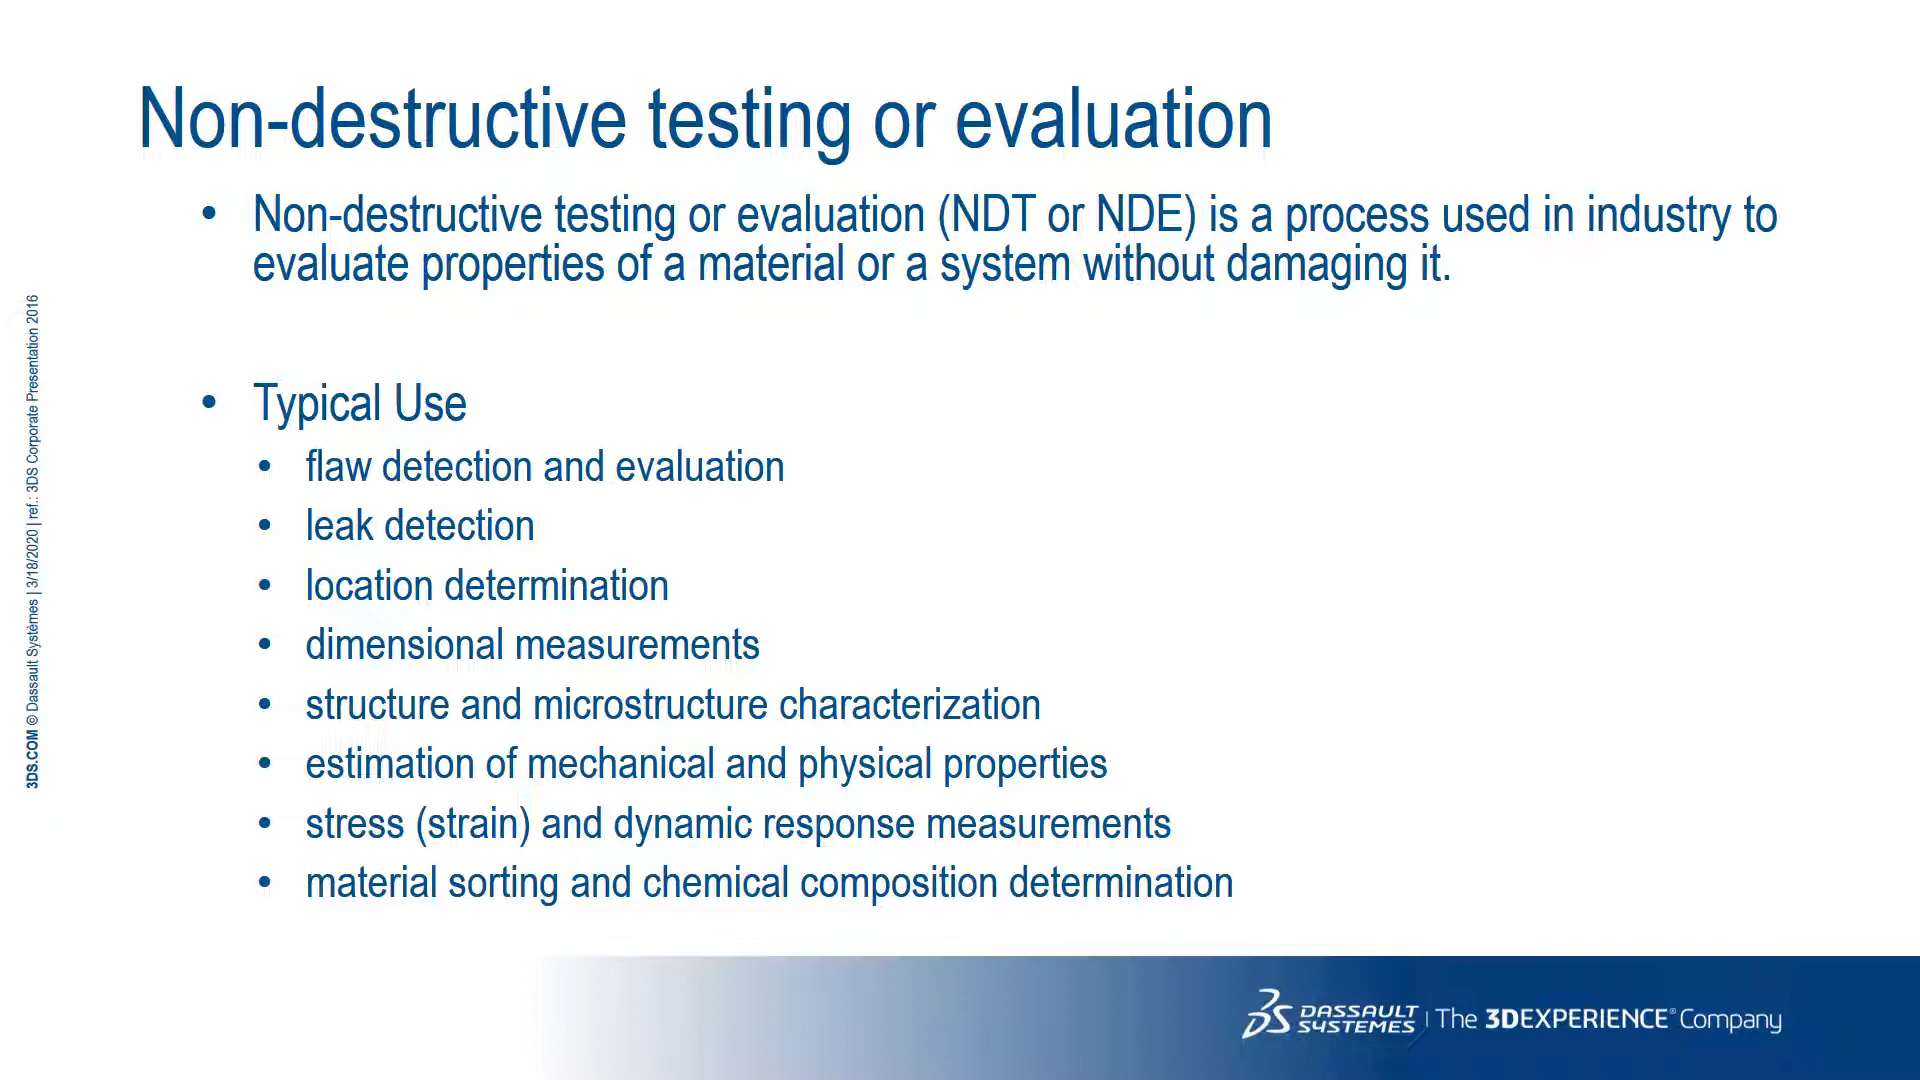 Non-destructive testing or evaluation
• Non-destructive testing or evaluation (NDT or NDE) is a process used in industry to
evaluate properties of a material or a system without damaging it.
• Typical Use
• flaw detection and evaluation
• leak detection
• location determination
• dimensional measurements
• structure and microstructure characterization
• estimation of mechanical and physical properties
• stress (strain) and dynamic response measurements
• material sorting and chemical composition determination
3DS.COM © Dassault Systèmes | 3/18/2020 | ref.: 3DS Corporate Presentation 2016
3DS DASSAULT SYSTEMES | The 3DEXPERIENCE® Company